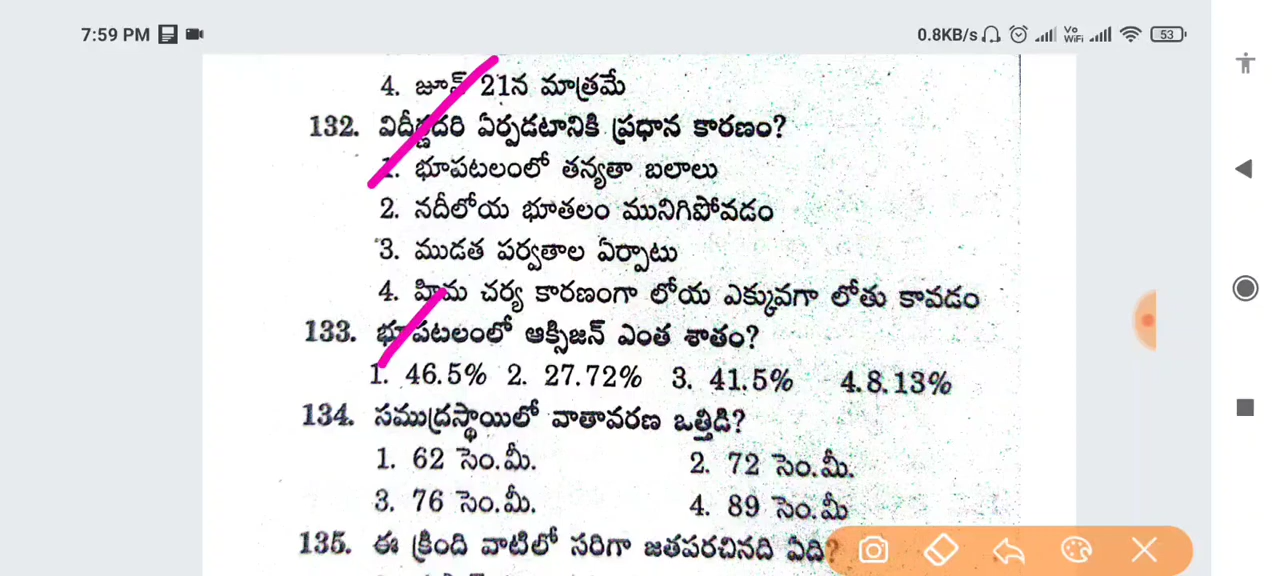 7:59 PM
0.8KB/s Vo WiFi 53
4. జూన్ 21న మాత్రమే
132. విదీర్ణదరి ఏర్పడటానికి ప్రధాన కారణం?
1. భూపటలంలో తన్యతా బలాలు
2. నదీలోయ భూతలం మునిగిపోవడం
3. ముడత పర్వతాల ఏర్పాటు
4. హిమ చర్య కారణంగా లోయ ఎక్కువగా లోతు కావడం
133. భూపటలంలో ఆక్సిజన్ ఎంత శాతం?
1. 46.5% 2. 27.72% 3. 41.5% 4.8.13%
134. సముద్రస్థాయిలో వాతావరణ ఒత్తిడి?
1. 62 సెం.మీ. 2. 72 సెం.మీ.
3. 76 సెం.మీ. 4. 89 సెం.మీ
135. ఈ క్రింది వాటిలో సరిగా జతపరచినది ఏది?